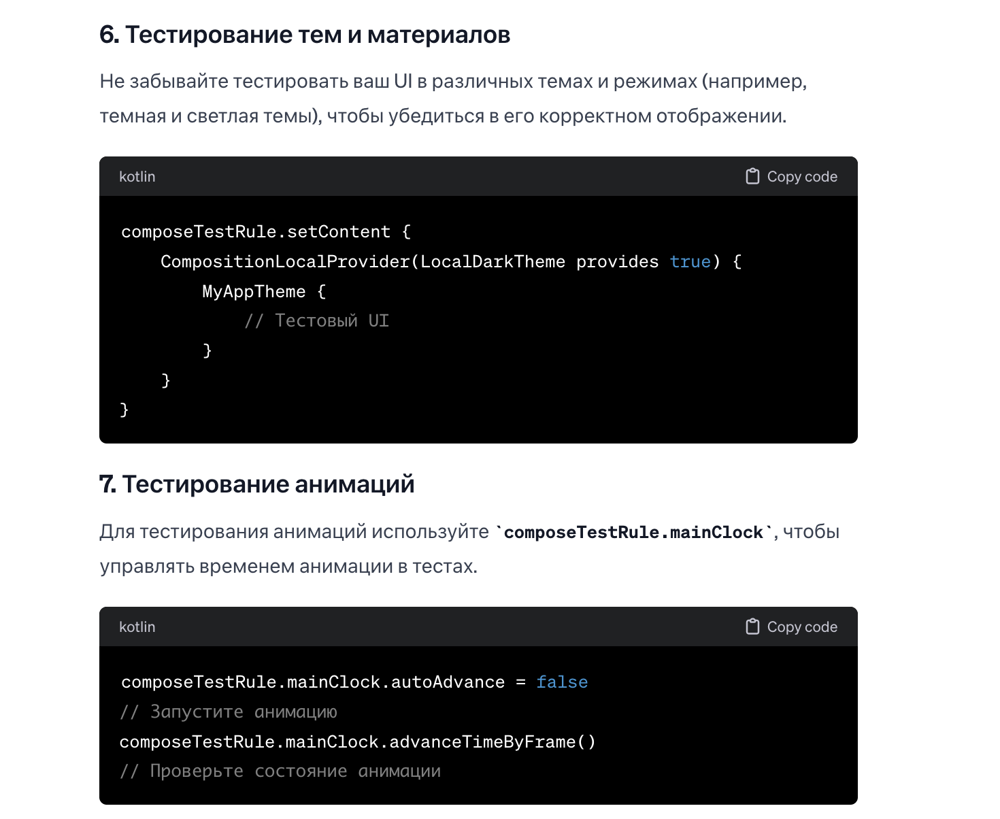 6. Тестирование тем и материалов
Не забывайте тестировать ваш UI в различных темах и режимах (например,
темная и светлая темы), чтобы убедиться в его корректном отображении.
kotlin
Copy code
composeTestRule.setContent {
    CompositionLocalProvider(LocalDarkTheme provides true) {
        MyAppTheme {
            // Тестовый UI
        }
    }
}
7. Тестирование анимаций
Для тестирования анимаций используйте `composeTestRule.mainClock`, чтобы
управлять временем анимации в тестах.
kotlin
Copy code
composeTestRule.mainClock.autoAdvance = false
// Запустите анимацию
composeTestRule.mainClock.advanceTimeByFrame()
// Проверьте состояние анимации